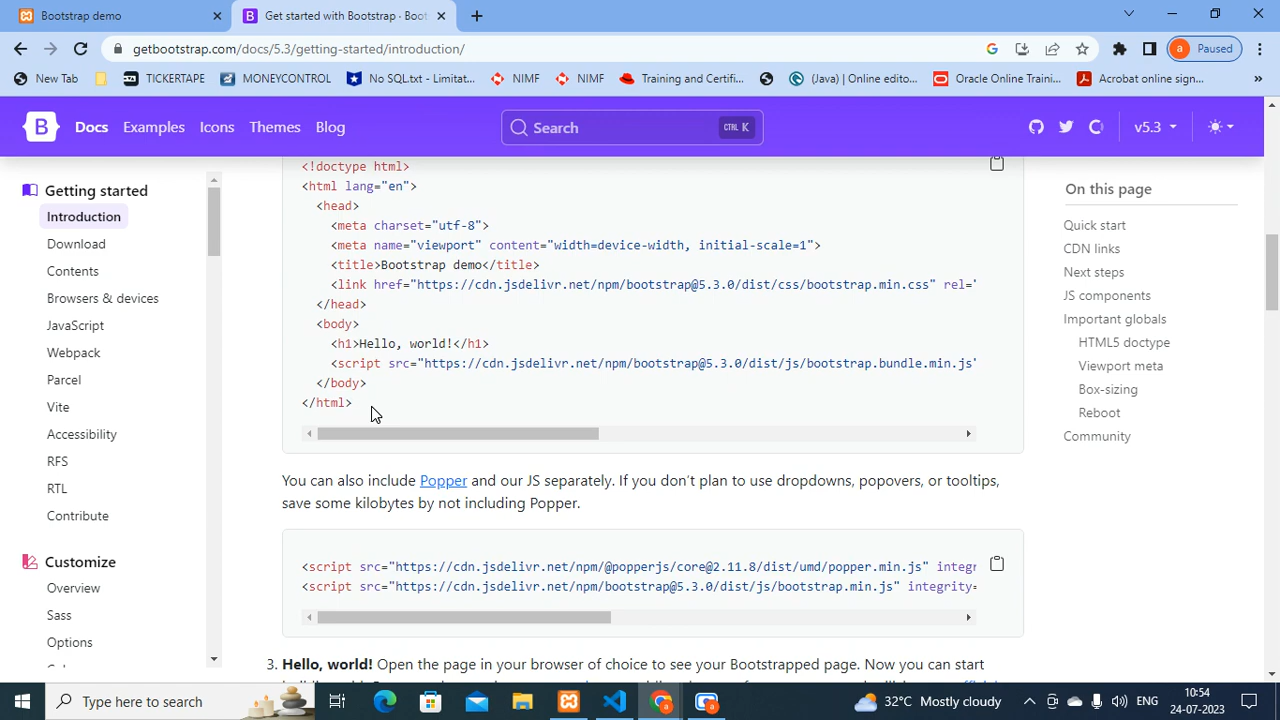 Bootstrap demo
Get started with Bootstrap · Boot
getbootstrap.com/docs/5.3/getting-started/introduction/
a Paused
New Tab
TICKERTAPE
MONEYCONTROL
No SQL.txt - Limitat...
NIMF
NIMF
Training and Certifi...
(Java) | Online edito...
Oracle Online Traini...
Acrobat online sign...
»
B Docs Examples Icons Themes Blog
Search CTRL K
v5.3
Getting started
Introduction
Download
Contents
Browsers & devices
JavaScript
Webpack
Parcel
Vite
Accessibility
RFS
RTL
Contribute
Customize
Overview
Sass
Options
<!doctype html>
<html lang="en">
<head>
<meta charset="utf-8">
<meta name="viewport" content="width=device-width, initial-scale=1">
<title>Bootstrap demo</title>
<link href="https://cdn.jsdelivr.net/npm/bootstrap@5.3.0/dist/css/bootstrap.min.css" rel="
</head>
<body>
<h1>Hello, world!</h1>
<script src="https://cdn.jsdelivr.net/npm/bootstrap@5.3.0/dist/js/bootstrap.bundle.min.js"
</body>
</html>
You can also include Popper and our JS separately. If you don't plan to use dropdowns, popovers, or tooltips,
save some kilobytes by not including Popper.
<script src="https://cdn.jsdelivr.net/npm/@popperjs/core@2.11.8/dist/umd/popper.min.js" integr
<script src="https://cdn.jsdelivr.net/npm/bootstrap@5.3.0/dist/js/bootstrap.min.js" integrity=
3. Hello, world! Open the page in your browser of choice to see your Bootstrapped page. Now you can start
On this page
Quick start
CDN links
Next steps
JS components
Important globals
HTML5 doctype
Viewport meta
Box-sizing
Reboot
Community
Type here to search
32°C Mostly cloudy
ENG
10:54
24-07-2023